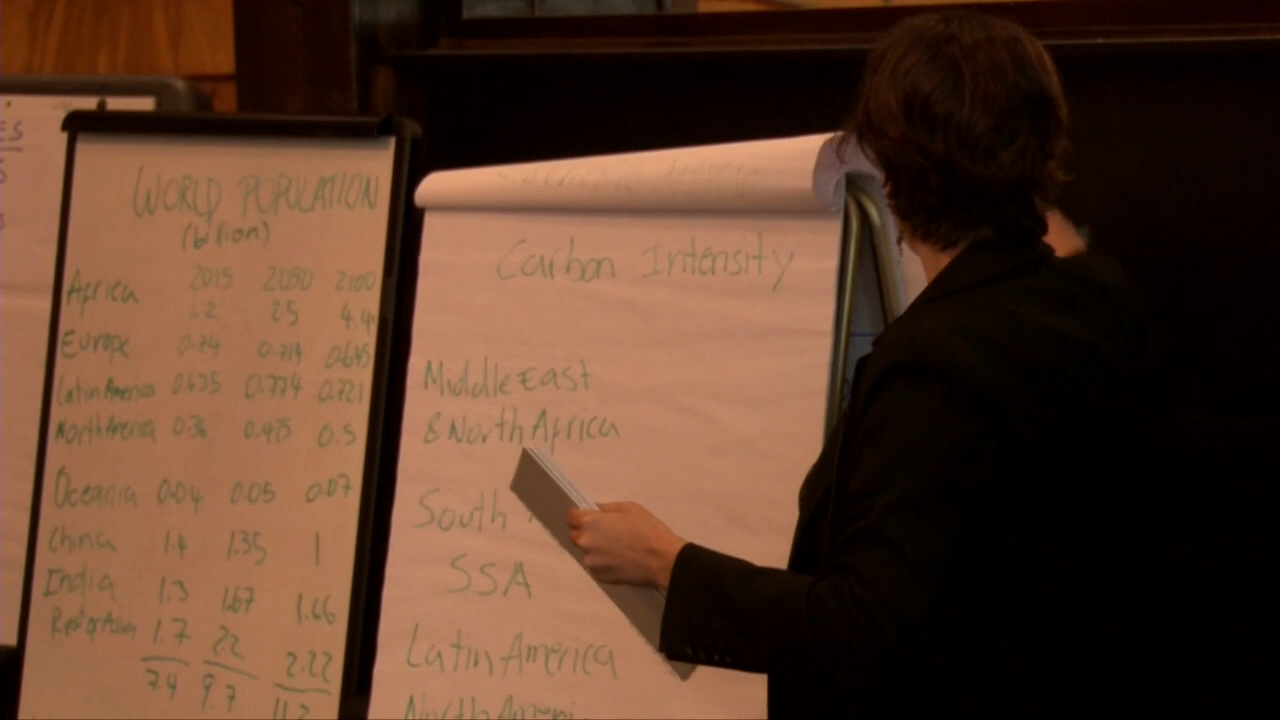 WORLD POPULATION
(billion)
2015 2050 2100
Africa 1.2 2.5 4.4
Europe 0.74 0.719 0.645
Latin America 0.635 0.774 0.721
North America 0.36 0.475 0.5
Oceania 0.04 0.05 0.07
China 1.4 1.35 1
India 1.3 1.67 1.66
Rest of Asia 1.7 22 2.22
7.4 9.7 11.2
Carbon Intensity
Middle East
& North Africa
South
SSA
Latin America
North Ameri